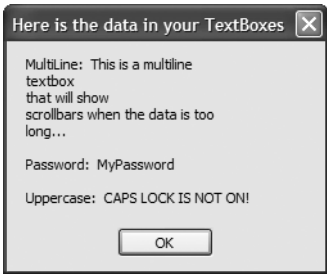 Here is the data in your TextBoxes
MultiLine: This is a multiline
textbox
that will show
scrollbars when the data is too
long...
Password: MyPassword
Uppercase: CAPS LOCK IS NOT ON!
OK